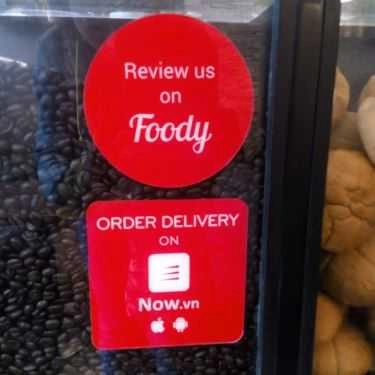 Review us
on
Foody
ORDER DELIVERY
ON
Now.vn